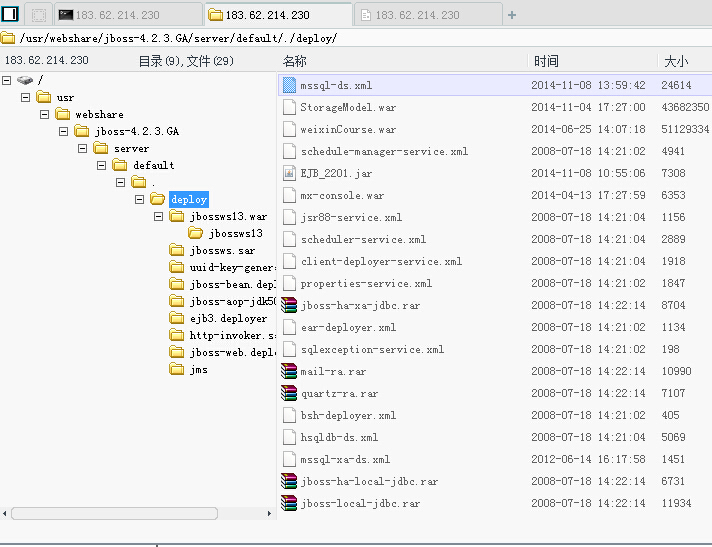 183.62.214.230 183.62.214.230 183.62.214.230 +
/usr/webshare/jboss-4.2.3.GA/server/default/./deploy/
183.62.214.230 目录(9),文件(29)
名称 时间 大小
/
usr
webshare
jboss-4.2.3.GA
server
default
.
deploy
jbossws13.war
jbossws13
jbossws.sar
uuid-key-gener
jboss-bean.depl
jboss-aop-jdk50
ejb3.deployer
http-invoker.s
jboss-web.deplo
jms
mssql-ds.xml 2014-11-08 13:59:42 24614
StorageModel.war 2014-11-04 17:27:00 43682350
weixinCourse.war 2014-06-25 14:07:18 51129334
schedule-manager-service.xml 2008-07-18 14:21:02 4941
EJB_2201.jar 2014-11-08 10:55:06 7308
mx-console.war 2014-04-13 17:27:59 6353
jsr88-service.xml 2008-07-18 14:21:04 1156
scheduler-service.xml 2008-07-18 14:21:04 2889
client-deployer-service.xml 2008-07-18 14:21:04 1918
properties-service.xml 2008-07-18 14:21:02 1847
jboss-ha-xa-jdbc.rar 2008-07-18 14:22:14 8704
ear-deployer.xml 2008-07-18 14:21:02 1134
sqlexception-service.xml 2008-07-18 14:21:02 198
mail-ra.rar 2008-07-18 14:22:14 10990
quartz-ra.rar 2008-07-18 14:22:14 7107
bsh-deployer.xml 2008-07-18 14:21:02 405
hsqldb-ds.xml 2008-07-18 14:21:04 5069
mssql-xa-ds.xml 2012-06-14 16:17:58 1451
jboss-ha-local-jdbc.rar 2008-07-18 14:22:14 6731
jboss-local-jdbc.rar 2008-07-18 14:22:14 11934